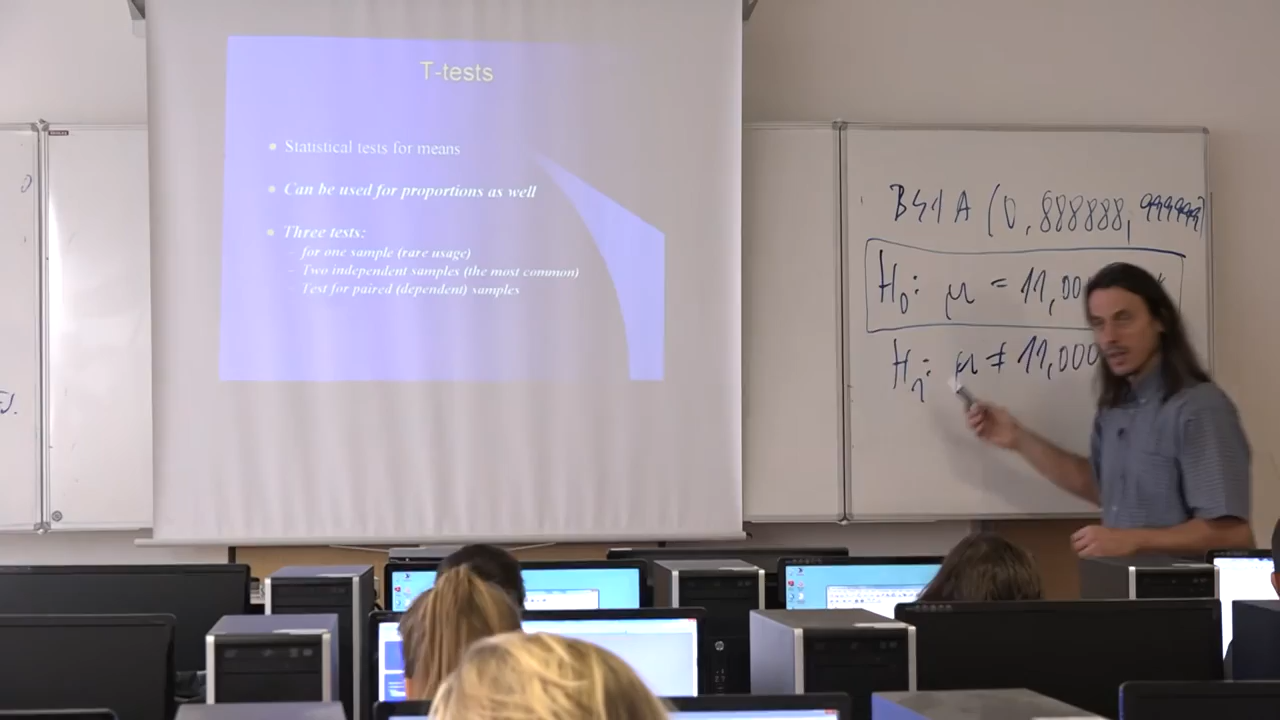 T-tests
Statistical tests for means
Can be used for proportions as well
Three tests:
- for one sample (rare usage)
- Two independent samples (the most common)
- Test for paired (dependent) samples
(0,888888,
H₀: μ = 11,00
H₁: μ ≠ 11,000